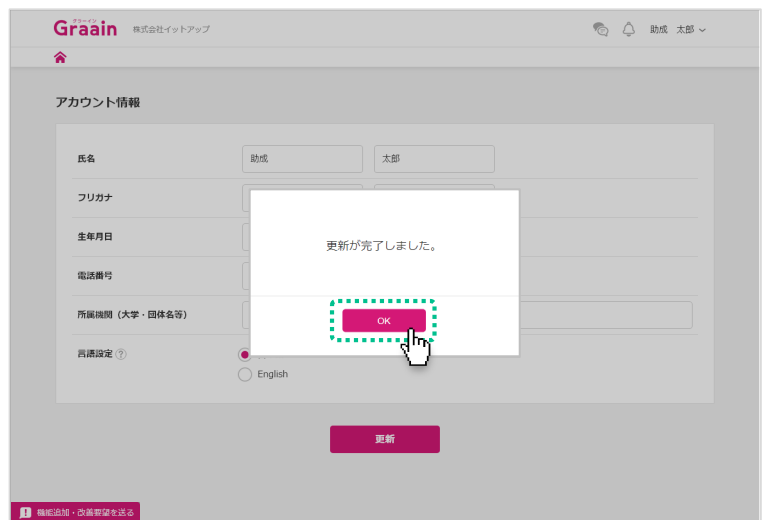 グラーイン
Graain 株式会社イットアップ 助成 太郎
アカウント情報
氏名 助成 太郎
フリガナ
生年月日
電話番号
所属機関（大学・団体名等）
言語設定 ?
English
更新が完了しました。
OK
更新
機能追加・改善要望を送る